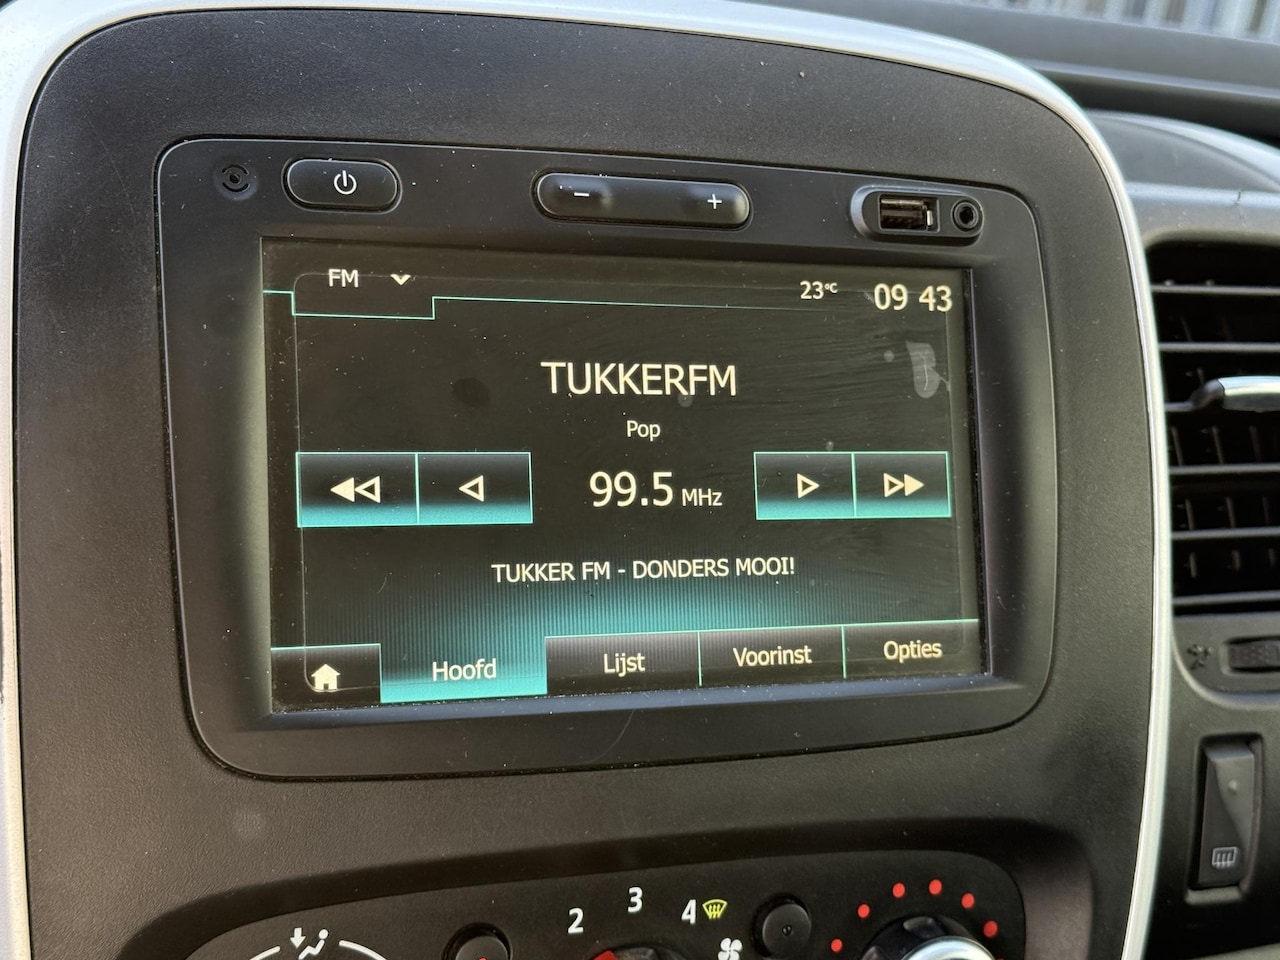 FM
23°C 09 43
TUKKERFM
Pop
99.5 MHz
TUKKER FM - DONDERS MOOI!
Hoofd Lijst Voorinst Opties
2 3 4